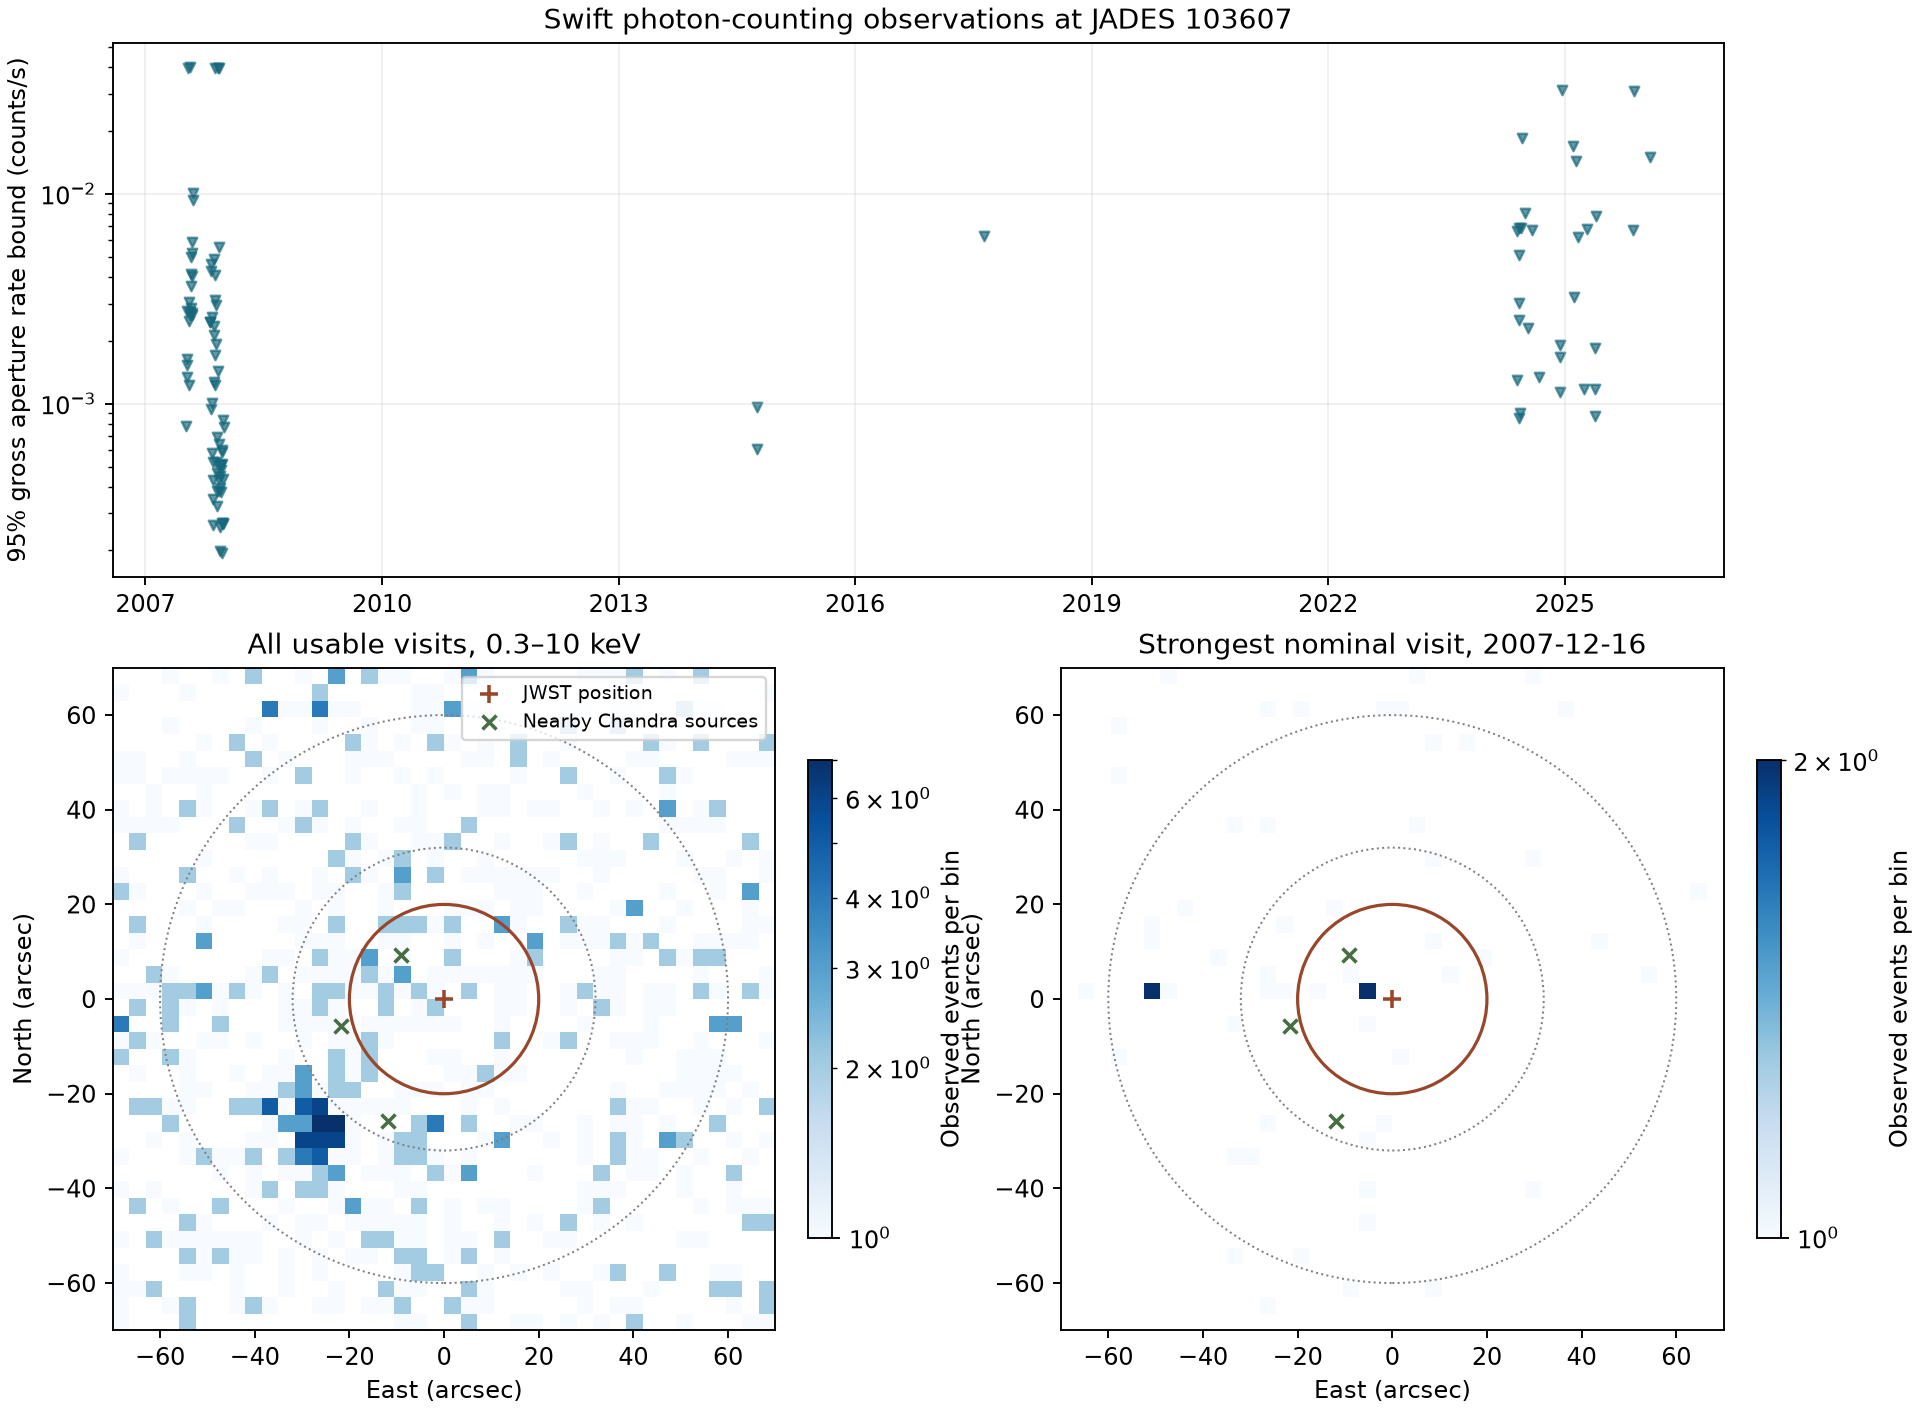 Swift photon-counting observations at JADES 103607
95% gross aperture rate bound (counts/s)
10⁻²
10⁻³
2007 2010 2013 2016 2019 2022 2025
All usable visits, 0.3–10 keV
JWST position
Nearby Chandra sources
North (arcsec)
60
40
20
0
−20
−40
−60
−60 −40 −20 0 20 40 60
East (arcsec)
6 × 10⁰
4 × 10⁰
3 × 10⁰
2 × 10⁰
10⁰
Observed events per bin
Strongest nominal visit, 2007-12-16
North (arcsec)
60
40
20
0
−20
−40
−60
−60 −40 −20 0 20 40 60
East (arcsec)
2 × 10⁰
10⁰
Observed events per bin